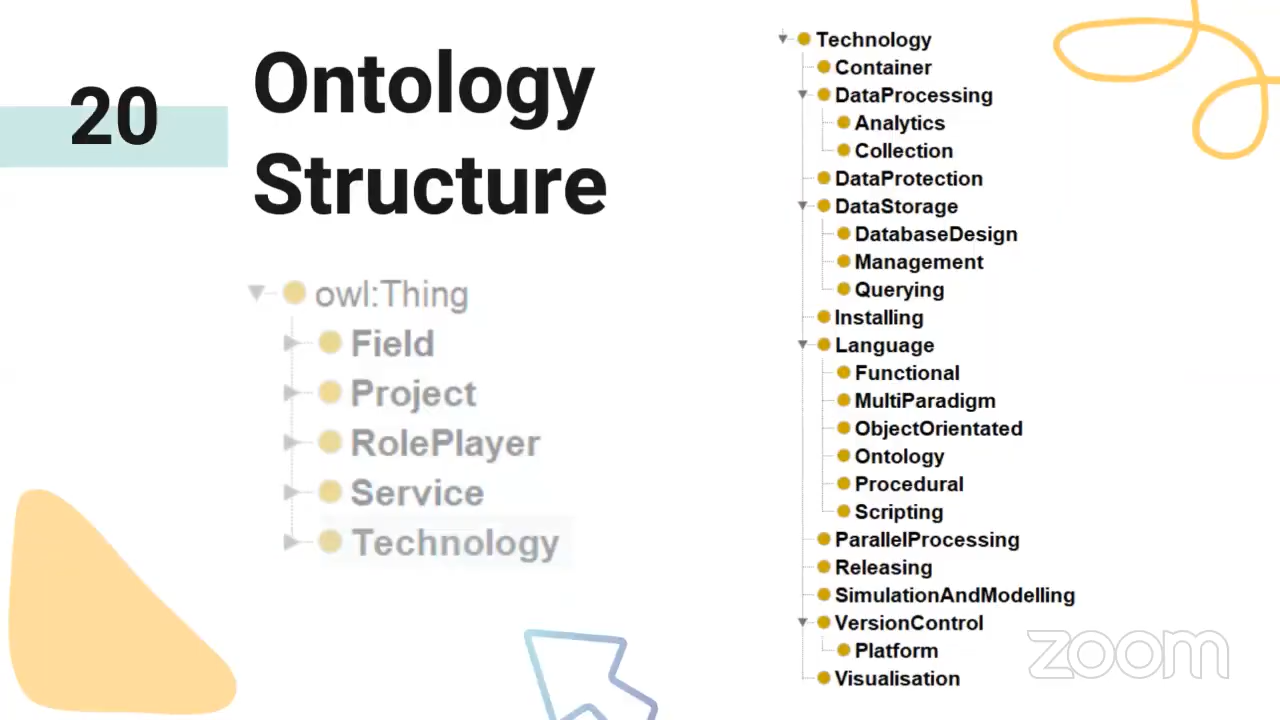 20
Ontology
Structure
owl:Thing
Field
Project
RolePlayer
Service
Technology
Technology
Container
DataProcessing
Analytics
Collection
DataProtection
DataStorage
DatabaseDesign
Management
Querying
Installing
Language
Functional
MultiParadigm
ObjectOrientated
Ontology
Procedural
Scripting
ParallelProcessing
Releasing
SimulationAndModelling
VersionControl
Platform
Visualisation
zoom